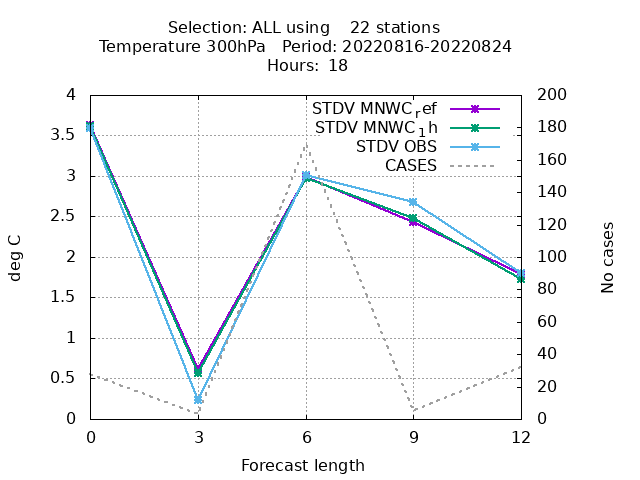 Selection: ALL using    22 stations
Temperature 300hPa   Period: 20220816-20220824
Hours:  18
STDV MNWCref
STDV MNWC1h
STDV OBS
CASES
4
3.5
3
2.5
2
1.5
1
0.5
0
200
180
160
140
120
100
80
60
40
20
0
deg C
No cases
0 3 6 9 12
Forecast length